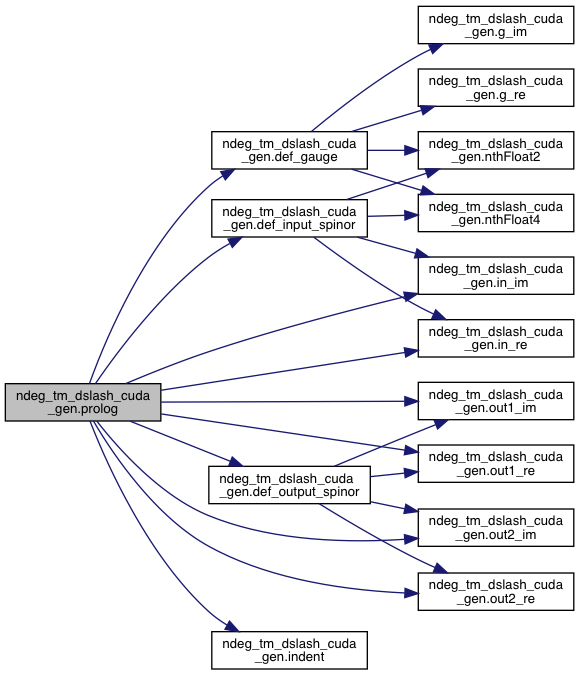 ndeg_tm_dslash_cuda
_gen.prolog
ndeg_tm_dslash_cuda
_gen.def_gauge
ndeg_tm_dslash_cuda
_gen.def_input_spinor
ndeg_tm_dslash_cuda
_gen.def_output_spinor
ndeg_tm_dslash_cuda
_gen.indent
ndeg_tm_dslash_cuda
_gen.g_im
ndeg_tm_dslash_cuda
_gen.g_re
ndeg_tm_dslash_cuda
_gen.nthFloat2
ndeg_tm_dslash_cuda
_gen.nthFloat4
ndeg_tm_dslash_cuda
_gen.in_im
ndeg_tm_dslash_cuda
_gen.in_re
ndeg_tm_dslash_cuda
_gen.out1_im
ndeg_tm_dslash_cuda
_gen.out1_re
ndeg_tm_dslash_cuda
_gen.out2_im
ndeg_tm_dslash_cuda
_gen.out2_re